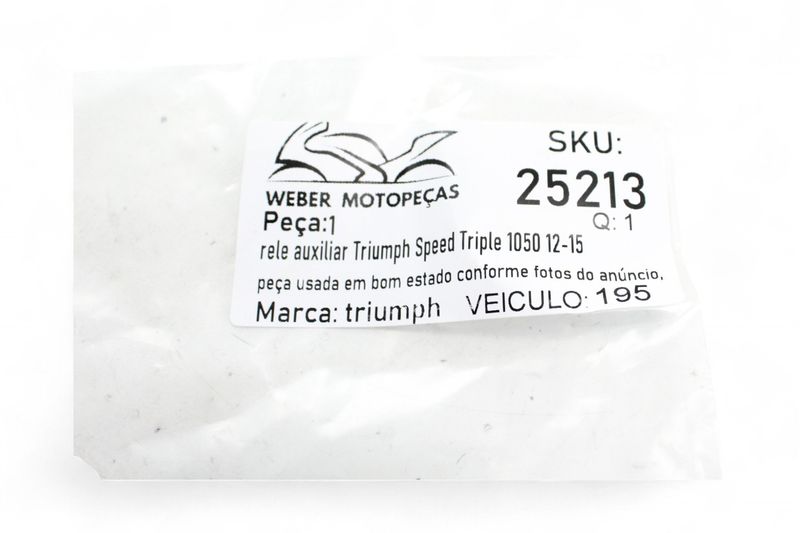 WEBER MOTOPEÇAS
SKU:
25213
Peça:1
Q: 1
rele auxiliar Triumph Speed Triple 1050 12-15
peça usada em bom estado conforme fotos do anúncio.
Marca: triumph VEICULO: 195